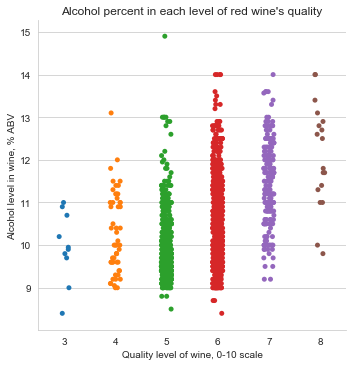 Alcohol percent in each level of red wine's quality
15
14
13
12
11
10
9
Alcohol level in wine, % ABV
3 4 5 6 7 8
Quality level of wine, 0-10 scale